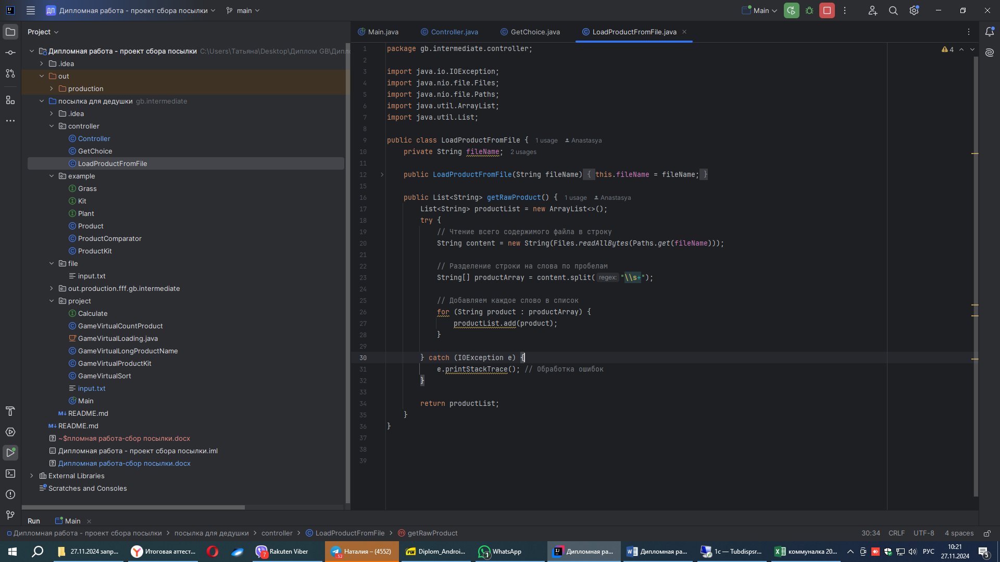 ДП Дипломная работа - проект сбора посылки main Main
Project
Main.java Controller.java GetChoice.java LoadProductFromFile.java
Дипломная работа - проект сбора посылки C:\Users\Татьяна\Desktop\Диплом GB\Дипл
.idea
out
production
посылка для дедушки gb.intermediate
.idea
controller
Controller
GetChoice
LoadProductFromFile
example
Grass
Kit
Plant
Product
ProductComparator
ProductKit
file
input.txt
out.production.fff.gb.intermediate
project
Calculate
GameVirtualCountProduct
GameVirtualLoading.java
GameVirtualLongProductName
GameVirtualProductKit
GameVirtualSort
input.txt
Main
README.md
README.md
~$пломная работа-сбор посылки.docx
Дипломная работа - проект сбора посылки.iml
Дипломная работа-сбор посылки.docx
External Libraries
Scratches and Consoles
4
1 package gb.intermediate.controller;
2
3 import java.io.IOException;
4 import java.nio.file.Files;
5 import java.nio.file.Paths;
6 import java.util.ArrayList;
7 import java.util.List;
8
9 public class LoadProductFromFile { 1 usage Anastasya
10 private String fileName; 2 usages
11
12 public LoadProductFromFile(String fileName) { this.fileName = fileName; }
15
16 public List<String> getRawProduct() { 1 usage Anastasya
17 List<String> productList = new ArrayList<>();
18 try {
19 // Чтение всего содержимого файла в строку
20 String content = new String(Files.readAllBytes(Paths.get(fileName)));
21
22 // Разделение строки на слова по пробелам
23 String[] productArray = content.split( regex: "\\s+");
24
25 // Добавляем каждое слово в список
26 for (String product : productArray) {
27 productList.add(product);
28 }
29
30 } catch (IOException e) {
31 e.printStackTrace(); // Обработка ошибок
32 }
33
34 return productList;
35 }
36 }
37
38
39
Run Main
Дипломная работа - проект сбора посылки > посылка для дедушки > controller > LoadProductFromFile > getRawProduct 30:34 CRLF UTF-8 4 spaces
27.11.2024 запр... Итоговая аттест... 7 Rakuten Viber Наталия – (4552) ..52 Diplom_Androi... 1 WhatsApp Дипломная ра... Дипломная ра... 1c — Tubdispsr... коммуналка 20... РУС 10:21
27.11.2024 5